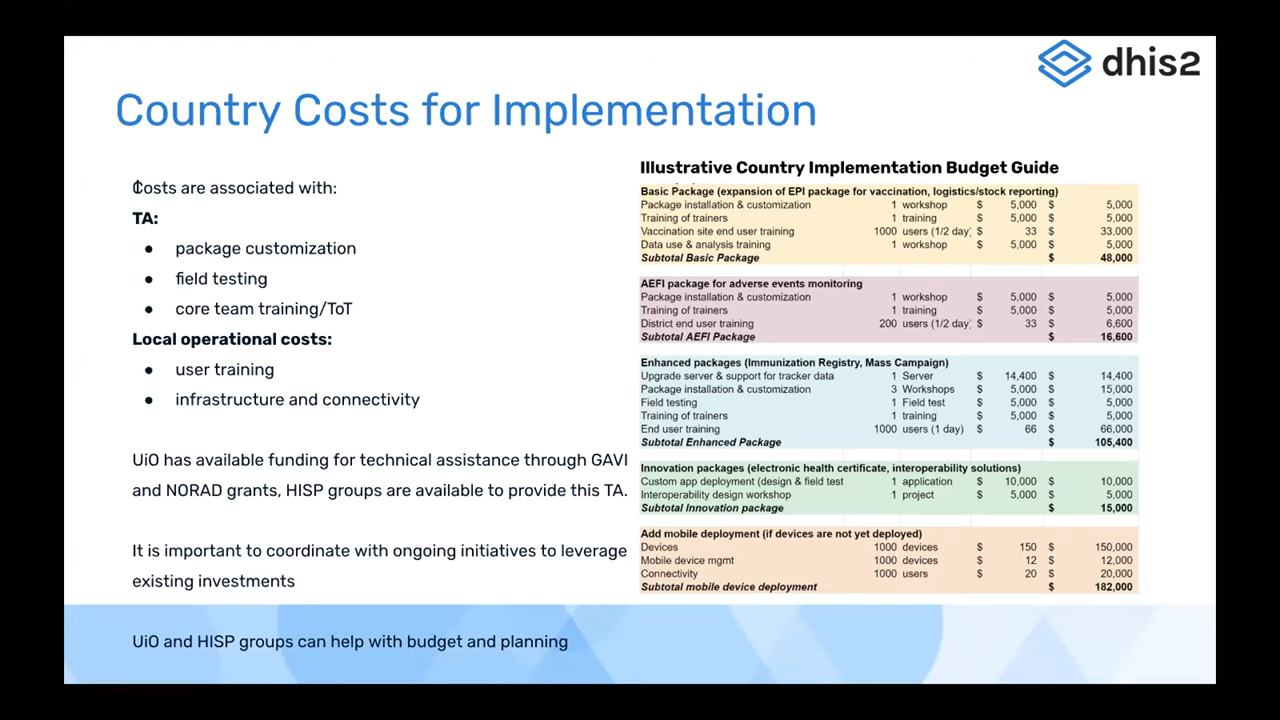 dhis2
Country Costs for Implementation
Costs are associated with:
TA:
● package customization
● field testing
● core team training/ToT
Local operational costs:
● user training
● infrastructure and connectivity
UiO has available funding for technical assistance through GAVI
and NORAD grants, HISP groups are available to provide this TA.
It is important to coordinate with ongoing initiatives to leverage
existing investments
UiO and HISP groups can help with budget and planning
Illustrative Country Implementation Budget Guide
Basic Package (expansion of EPI package for vaccination, logistics/stock reporting)
Package installation & customization 1 workshop $ 5,000 $ 5,000
Training of trainers 1 training $ 5,000 $ 5,000
Vaccination site end user training 1000 users (1/2 day) $ 33 $ 33,000
Data use & analysis training 1 workshop $ 5,000 $ 5,000
Subtotal Basic Package $ 48,000
AEFI package for adverse events monitoring
Package installation & customization 1 workshop $ 5,000 $ 5,000
Training of trainers 1 training $ 5,000 $ 5,000
District end user training 200 users (1/2 day) $ 33 $ 6,600
Subtotal AEFI Package $ 16,600
Enhanced packages (Immunization Registry, Mass Campaign)
Upgrade server & support for tracker data 1 Server $ 14,400 $ 14,400
Package installation & customization 3 Workshops $ 5,000 $ 15,000
Field testing 1 Field test $ 5,000 $ 5,000
Training of trainers 1 training $ 5,000 $ 5,000
End user training 1000 users (1 day) $ 66 $ 66,000
Subtotal Enhanced Package $ 105,400
Innovation packages (electronic health certificate, interoperability solutions)
Custom app deployment (design & field test 1 application $ 10,000 $ 10,000
Interoperability design workshop 1 project $ 5,000 $ 5,000
Subtotal Innovation package $ 15,000
Add mobile deployment (if devices are not yet deployed)
Devices 1000 devices $ 150 $ 150,000
Mobile device mgmt 1000 devices $ 12 $ 12,000
Connectivity 1000 users $ 20 $ 20,000
Subtotal mobile device deployment $ 182,000